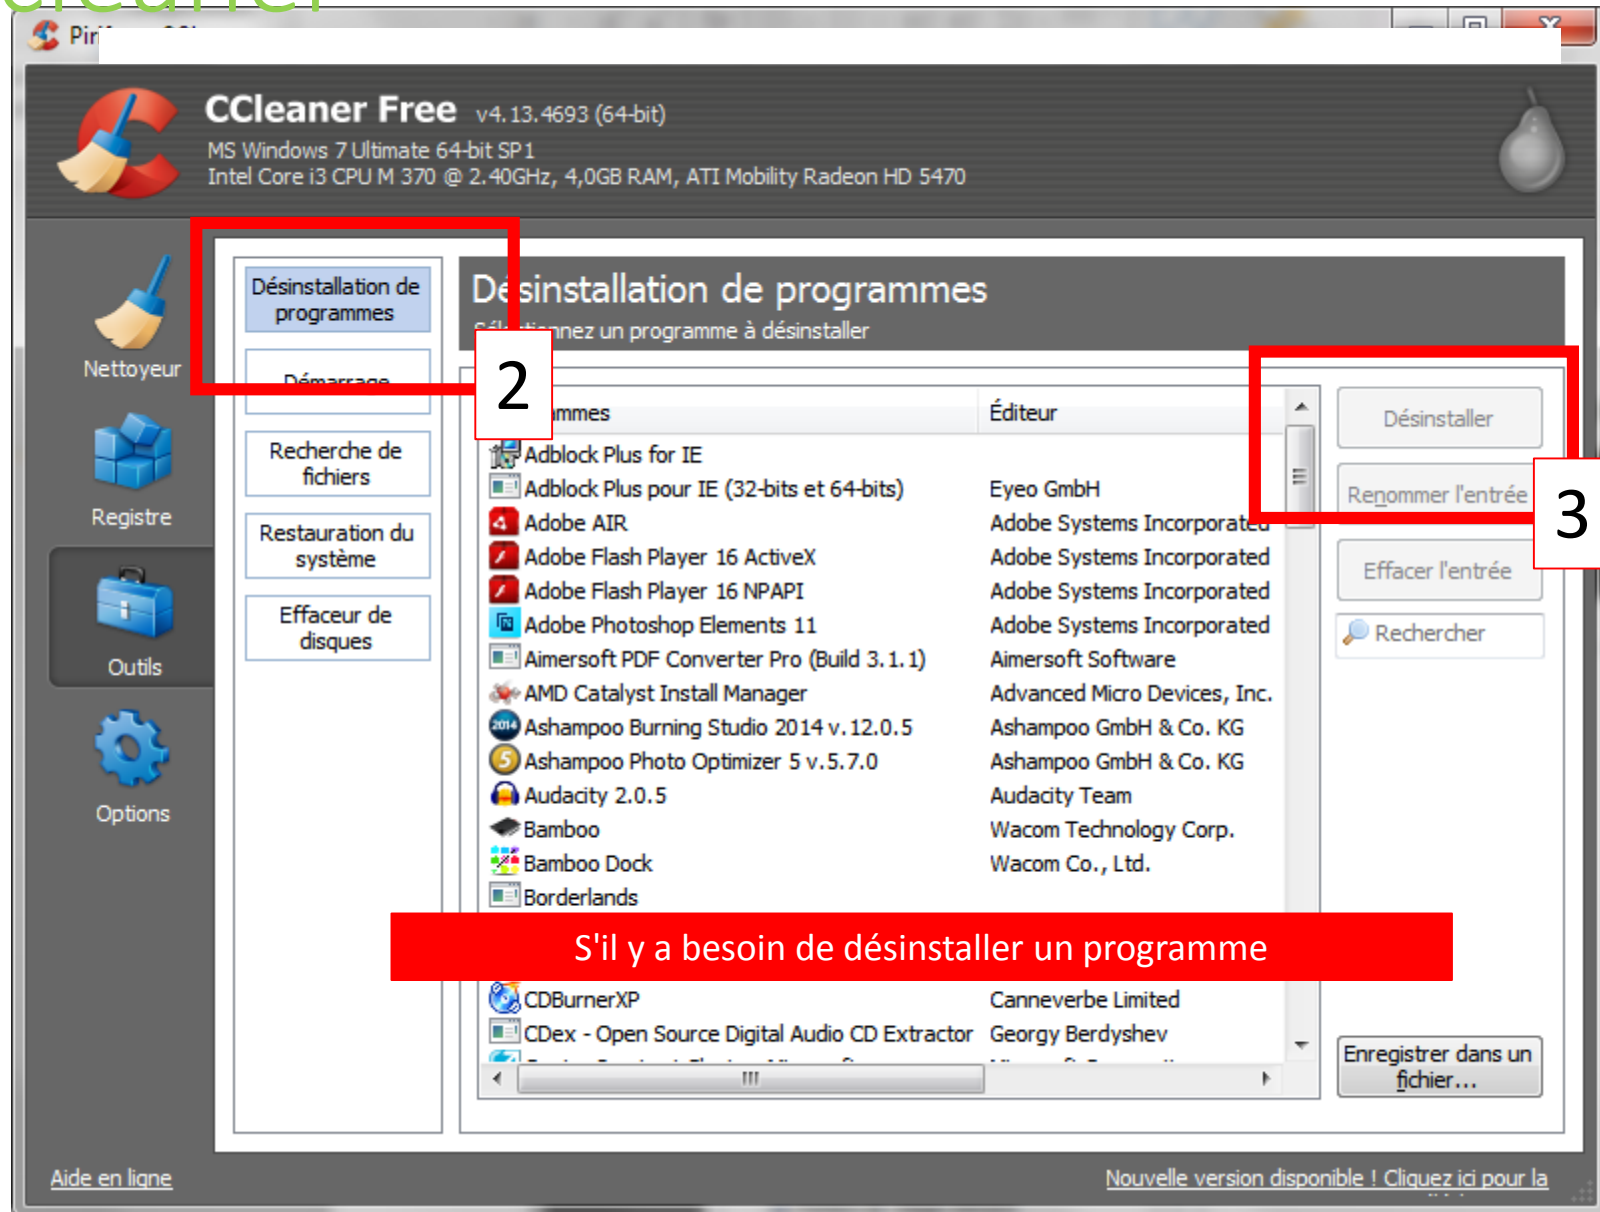 cleaner
CCleaner Free v4.13.4693 (64-bit)
MS Windows 7 Ultimate 64-bit SP1
Intel Core i3 CPU M 370 @ 2.40GHz, 4,0GB RAM, ATI Mobility Radeon HD 5470
Nettoyeur
Registre
Outils
Options
Désinstallation de
programmes
Démarrage
Recherche de
fichiers
Restauration du
système
Effaceur de
disques
2
Désinstallation de programmes
Sélectionnez un programme à désinstaller
Éditeur
Adblock Plus for IE
Adblock Plus pour IE (32-bits et 64-bits) Eyeo GmbH
Adobe AIR Adobe Systems Incorporated
Adobe Flash Player 16 ActiveX Adobe Systems Incorporated
Adobe Flash Player 16 NPAPI Adobe Systems Incorporated
Adobe Photoshop Elements 11 Adobe Systems Incorporated
Aimersoft PDF Converter Pro (Build 3.1.1) Aimersoft Software
AMD Catalyst Install Manager Advanced Micro Devices, Inc.
Ashampoo Burning Studio 2014 v.12.0.5 Ashampoo GmbH & Co. KG
Ashampoo Photo Optimizer 5 v.5.7.0 Ashampoo GmbH & Co. KG
Audacity 2.0.5 Audacity Team
Bamboo Wacom Technology Corp.
Bamboo Dock Wacom Co., Ltd.
Borderlands
S'il y a besoin de désinstaller un programme
CDBurnerXP Canneverbe Limited
CDex - Open Source Digital Audio CD Extractor Georgy Berdyshev
Désinstaller
Renommer l'entrée
3
Effacer l'entrée
Rechercher
Enregistrer dans un
fichier...
Aide en ligne
Nouvelle version disponible ! Cliquez ici pour la